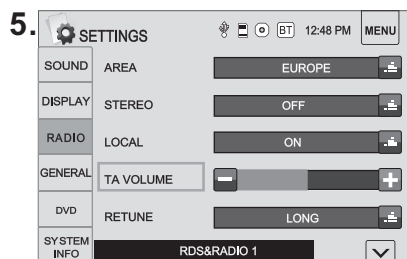 5.
SETTINGS BT 12:48 PM MENU
SOUND AREA EUROPE
DISPLAY STEREO OFF
RADIO LOCAL ON
GENERAL TA VOLUME
DVD RETUNE LONG
SYSTEM INFO RDS&RADIO 1